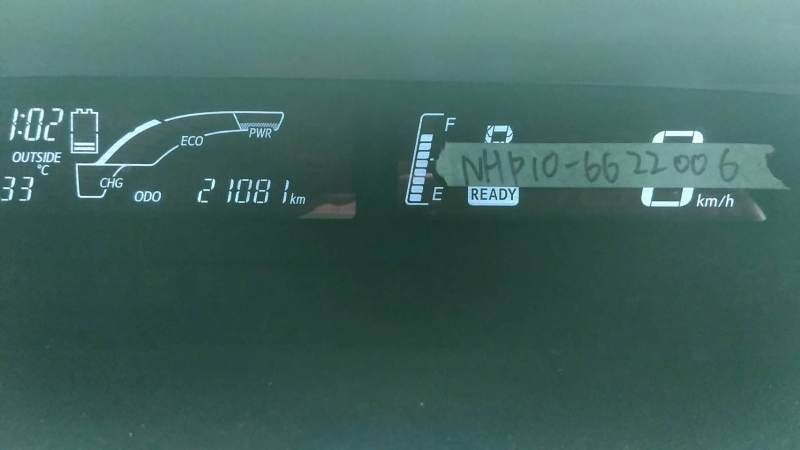 1:02
OUTSIDE
°C
33
ECO
PWR
CHG
ODO 21081 km
F
E
NHP10-6622006
READY
0 km/h